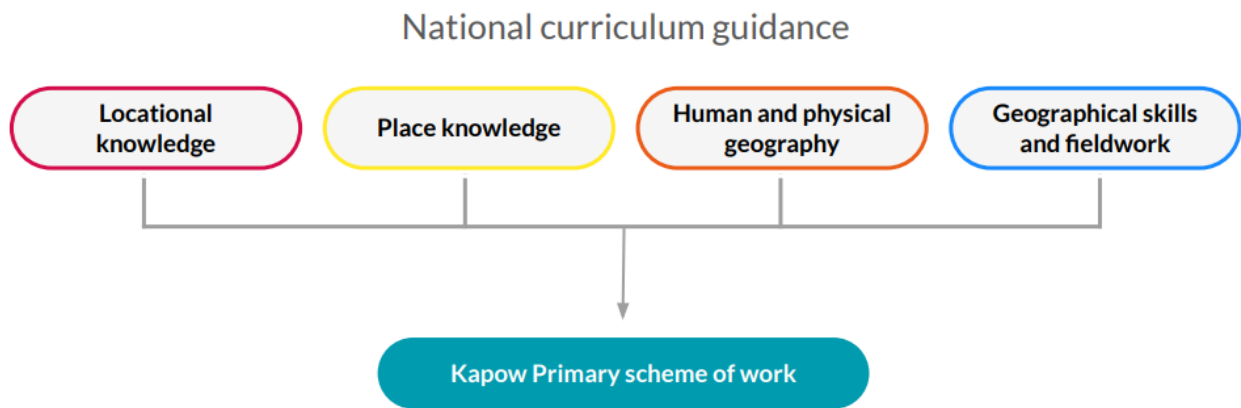 National curriculum guidance
Locational
knowledge
Place knowledge
Human and physical
geography
Geographical skills
and fieldwork
Kapow Primary scheme of work